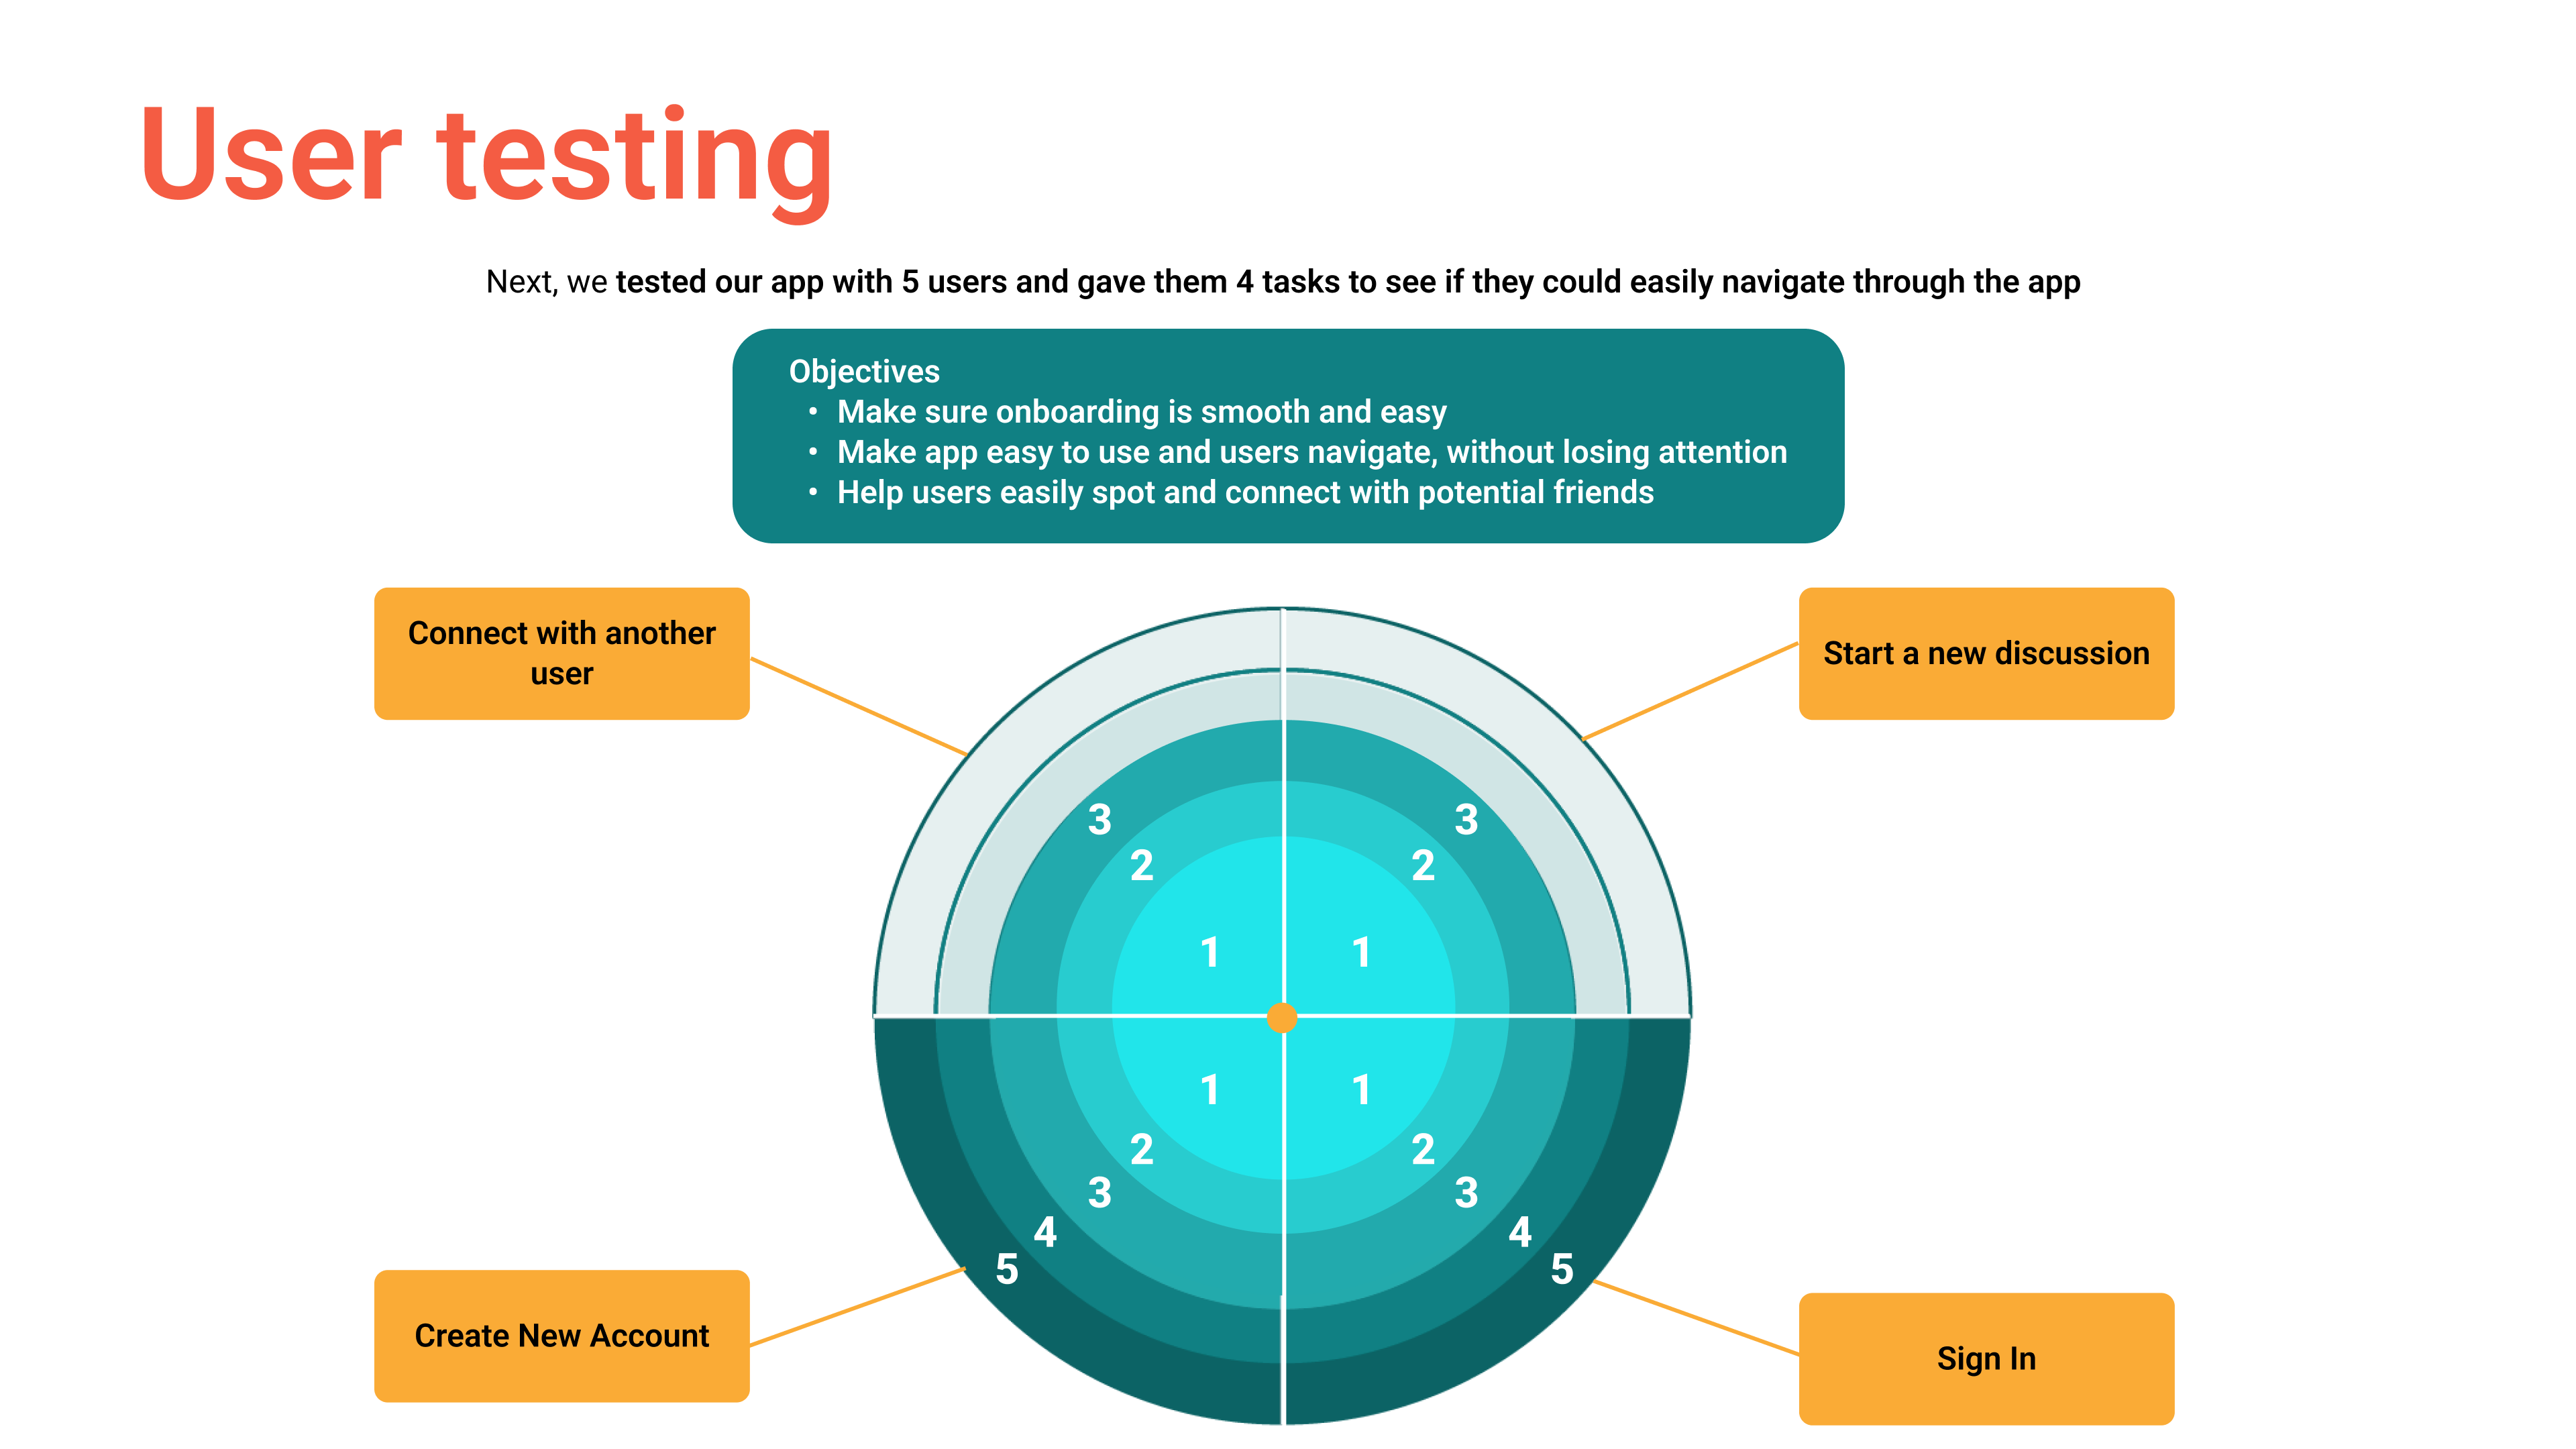 User testing
Next, we tested our app with 5 users and gave them 4 tasks to see if they could easily navigate through the app
Objectives
• Make sure onboarding is smooth and easy
• Make app easy to use and users navigate, without losing attention
• Help users easily spot and connect with potential friends
Connect with another
user
Start a new discussion
3 3
2 2
1 1
1 1
2 2
3 3
4 4
5 5
Create New Account
Sign In